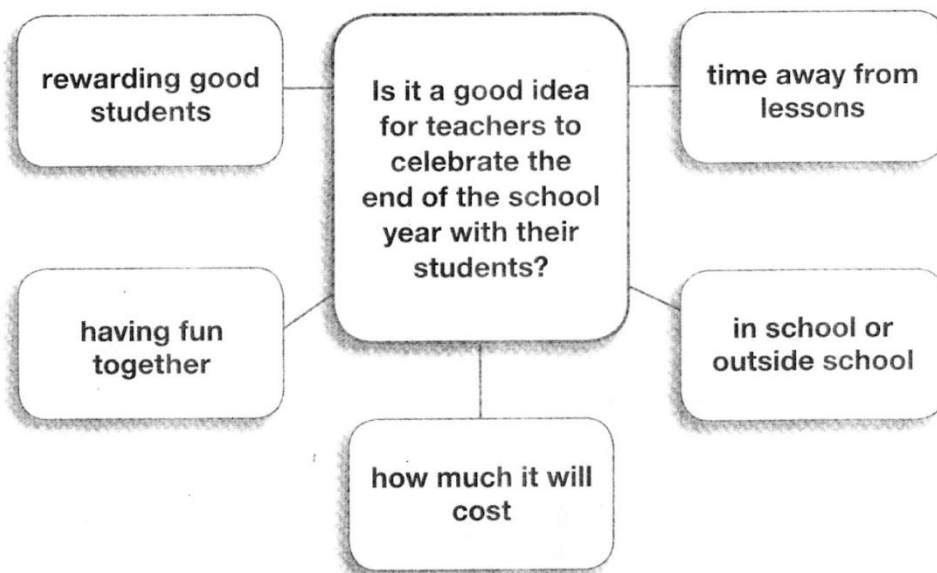 rewarding good
students
Is it a good idea
for teachers to
celebrate the
end of the school
year with their
students?
time away from
lessons
having fun
together
in school or
outside school
how much it will
cost